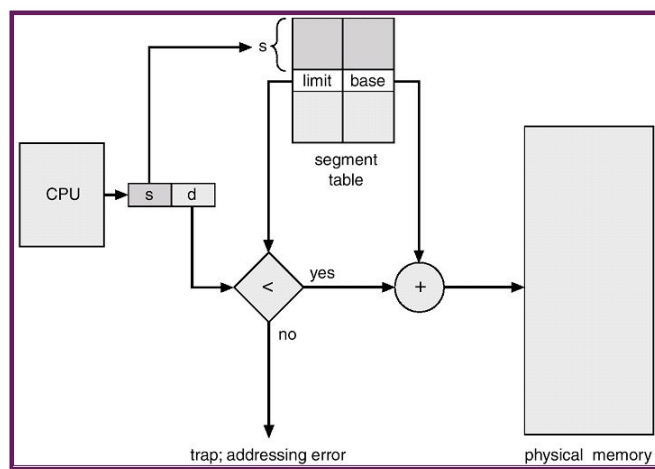 s
limit base
segment
table
CPU
s d
<
yes
+
no
trap; addressing error
physical memory